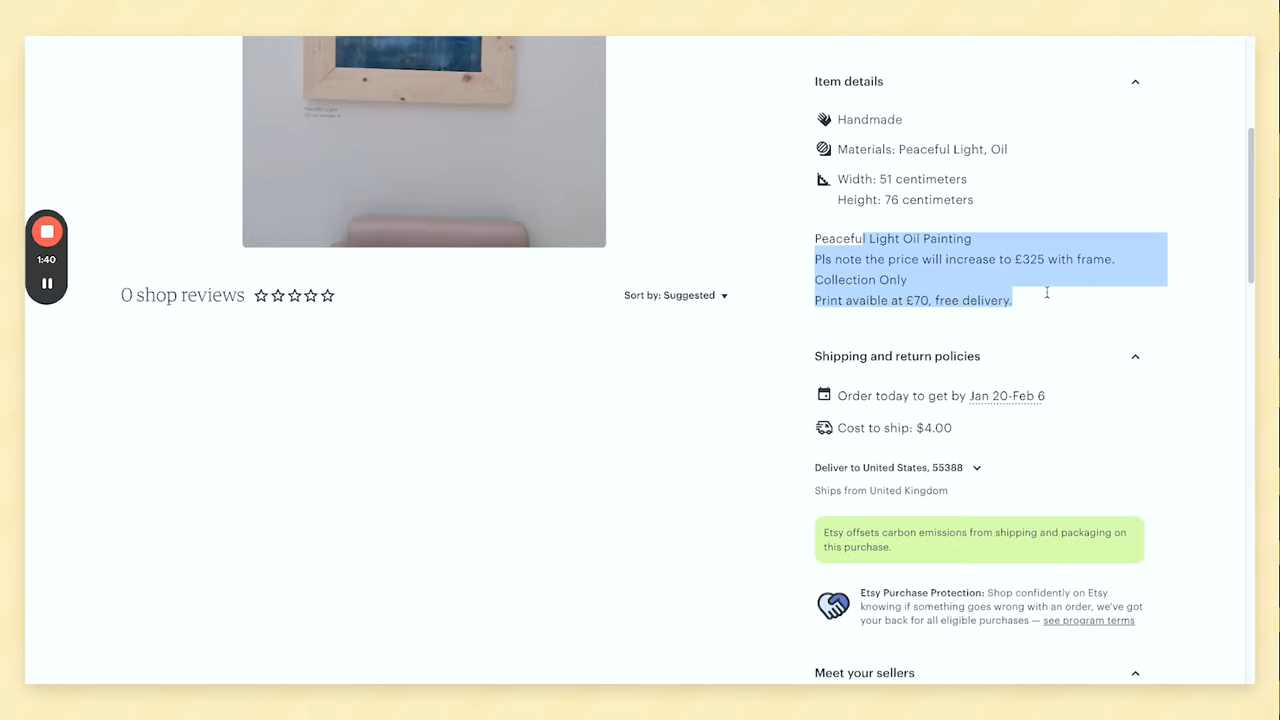 Item details
Handmade
Materials: Peaceful Light, Oil
Width: 51 centimeters
Height: 76 centimeters
1:40
Peaceful Light Oil Painting
Pls note the price will increase to £325 with frame.
Collection Only
Print avaible at £70, free delivery.
0 shop reviews
Sort by: Suggested
Shipping and return policies
Order today to get by Jan 20-Feb 6
Cost to ship: $4.00
Deliver to United States, 55388
Ships from United Kingdom
Etsy offsets carbon emissions from shipping and packaging on
this purchase.
Etsy Purchase Protection: Shop confidently on Etsy
knowing if something goes wrong with an order, we've got
your back for all eligible purchases — see program terms
Meet your sellers